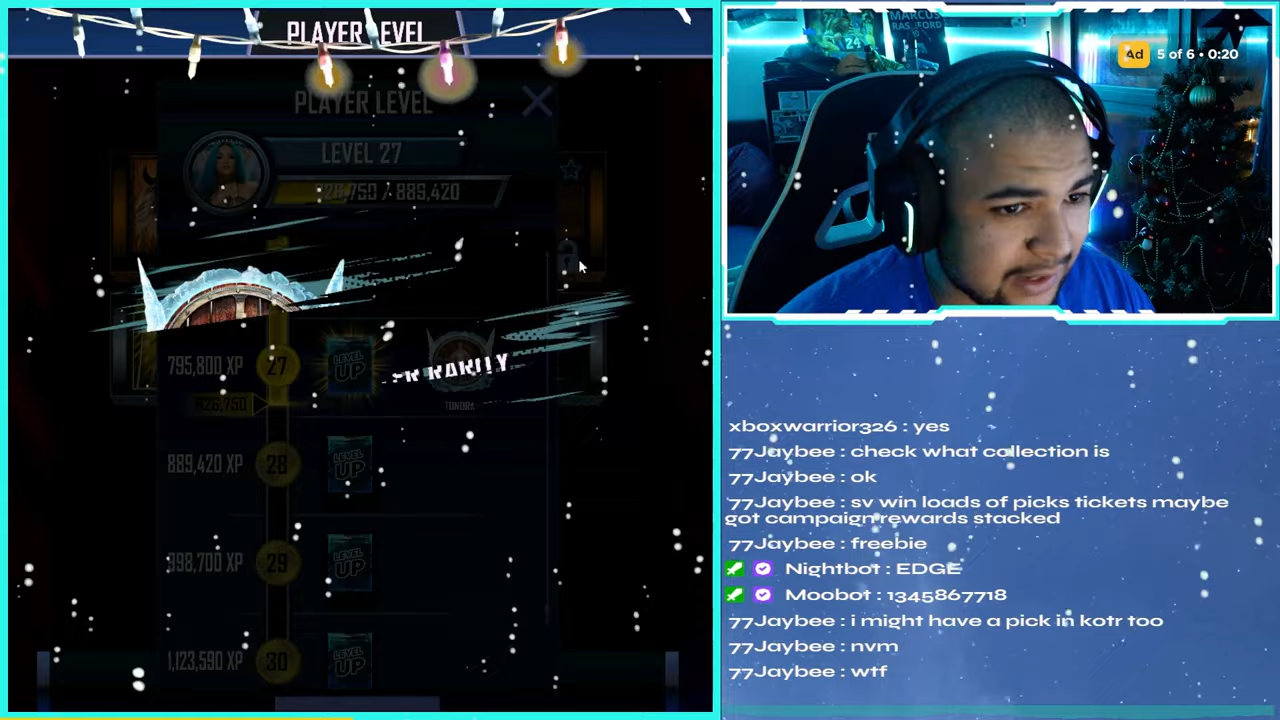 PLAYER LEVEL
PLAYER LEVEL
LEVEL 27
826,750 / 889,420
795,800 XP
27
LEVEL UP
TUNDRA
826,750
889,420 XP
28
LEVEL UP
998,700 XP
29
LEVEL UP
1,123,590 XP
30
LEVEL UP
RARITY
MARCUS
24
Ad
5 of 6 • 0:20
xboxwarrior326 : yes
77Jaybee : check what collection is
77Jaybee : ok
77Jaybee : sv win loads of picks tickets maybe
got campaign rewards stacked
77Jaybee : freebie
Nightbot : EDGE
Moobot : 1345867718
77Jaybee : i might have a pick in kotr too
77Jaybee : nvm
77Jaybee : wtf